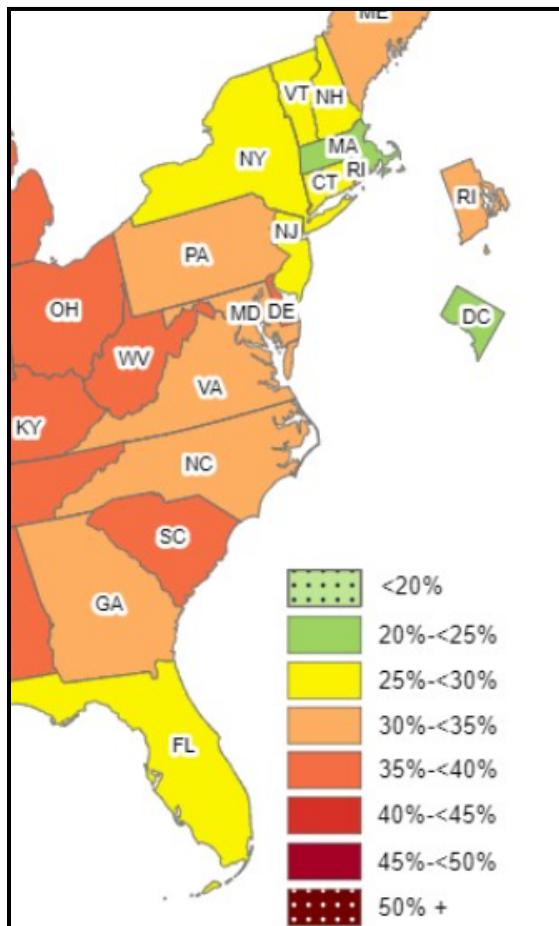 ME
VT
NH
MA
NY
CT
RI
RI
NJ
PA
DC
OH
MD
DE
WV
VA
KY
NC
SC
GA
FL
<20%
20%-<25%
25%-<30%
30%-<35%
35%-<40%
40%-<45%
45%-<50%
50% +